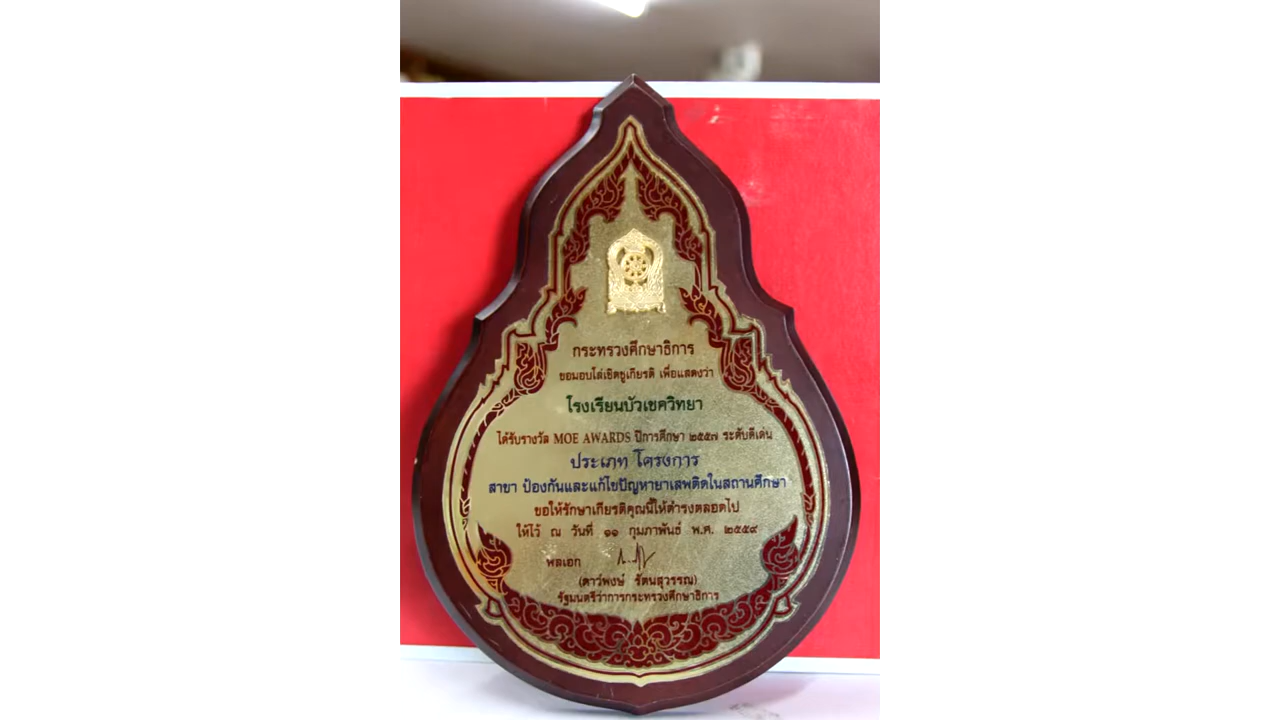 กระทรวงศึกษาธิการ
ขอมอบโล่เชิดชูเกียรติ เพื่อแสดงว่า
โรงเรียนบัวเชควิทยา
ได้รับรางวัล MOE AWARDS ปีการศึกษา ๒๕๕๗ ระดับดีเด่น
ประเภท โครงการ
สาขา ป้องกันและแก้ไขปัญหายาเสพติดในสถานศึกษา
ขอให้รักษาเกียรติคุณนี้ให้ดำรงตลอดไป
ให้ไว้ ณ วันที่ ๑๑ กุมภาพันธ์ พ.ศ. ๒๕๕๙
พลเอก
(ดาว์พงษ์ รัตนสุวรรณ)
รัฐมนตรีว่าการกระทรวงศึกษาธิการ